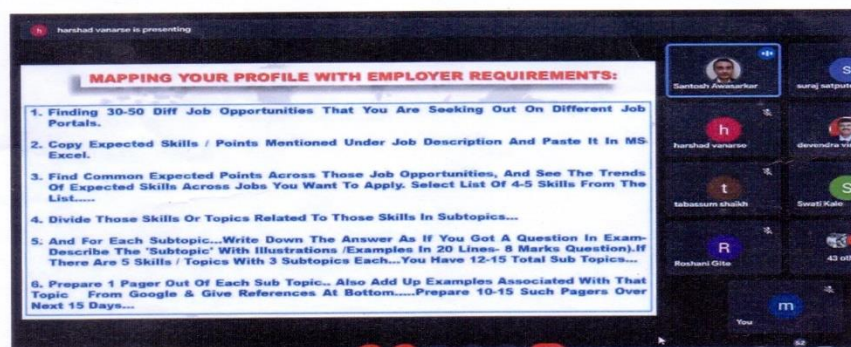 h harshad vanarse is presenting
MAPPING YOUR PROFILE WITH EMPLOYER REQUIREMENTS:
1. Finding 30-50 Diff Job Opportunities That You Are Seeking Out On Different Job
Portals.
2. Copy Expected Skills / Points Mentioned Under Job Description And Paste It In MS
Excel.
3. Find Common Expected Points Across Those Job Opportunities, And See The Trends
Of Expected Skills Across Jobs You Want To Apply. Select List Of 4-5 Skills From The
List.....
4. Divide Those Skills Or Topics Related To Those Skills In Subtopics...
5. And For Each Subtopic...Write Down The Answer As If You Got A Question In Exam-
Describe The 'Subtopic' With Illustrations /Examples In 20 Lines- 8 Marks Question).If
There Are 5 Skills / Topics With 3 Subtopics Each...You Have 12-15 Total Sub Topics...
6. Prepare 1 Pager Out Of Each Sub Topic.. Also Add Up Examples Associated With That
Topic From Google & Give References At Bottom.....Prepare 10-15 Such Pagers Over
Next 15 Days...
Santosh Awasarkar
S
suraj satput
h
harshad vanarse
devendra vi
t
tabassum shaikh
S
Swati Kale
R
Roshani Gite
43 oth
m
You
52